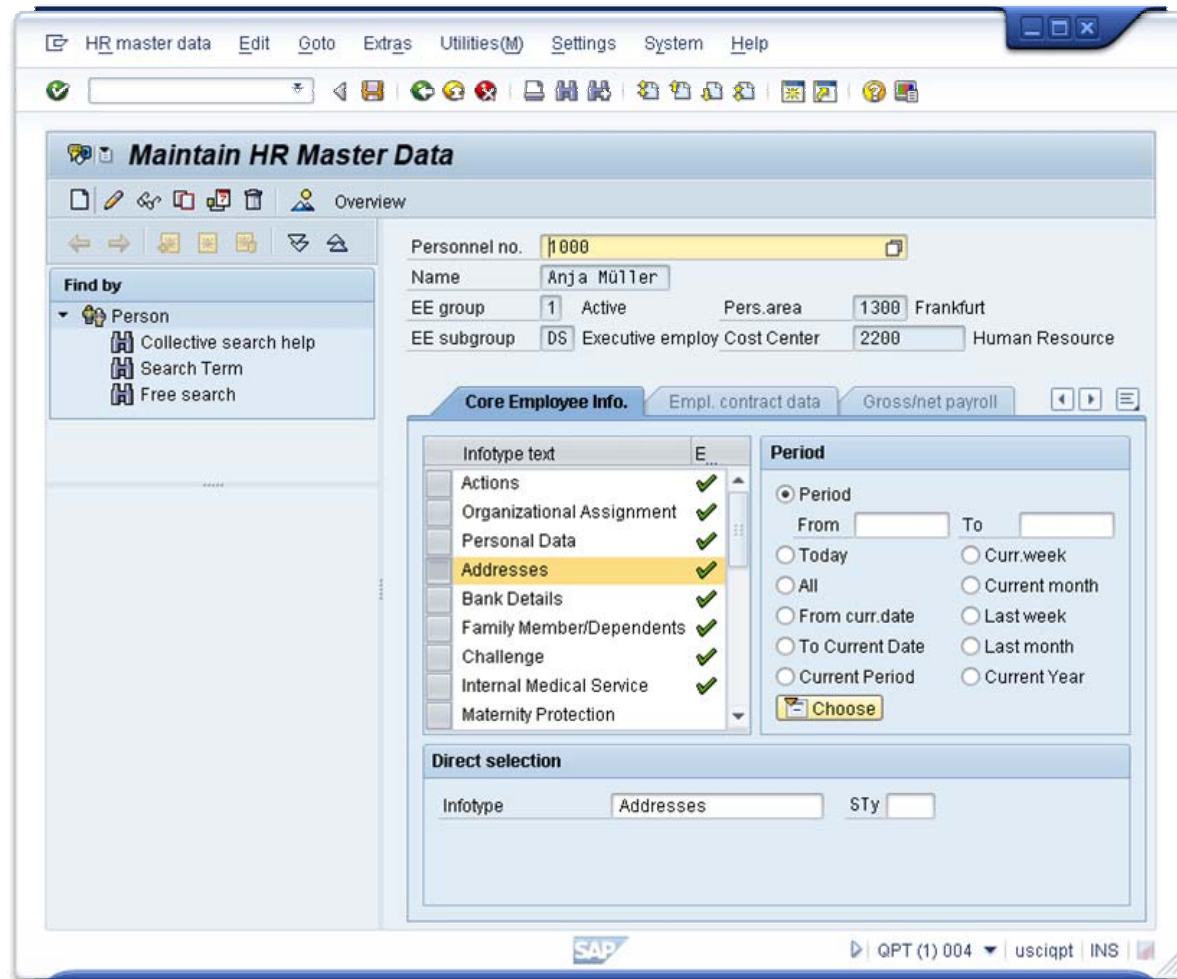 HR master data Edit Goto Extras Utilities(M) Settings System Help
Maintain HR Master Data
Overview
Find by
Person
Collective search help
Search Term
Free search
Personnel no. 1000
Name Anja Müller
EE group 1 Active Pers.area 1300 Frankfurt
EE subgroup DS Executive employ Cost Center 2200 Human Resource
Core Employee Info. Empl. contract data Gross/net payroll
Infotype text E...
Actions
Organizational Assignment
Personal Data
Addresses
Bank Details
Family Member/Dependents
Challenge
Internal Medical Service
Maternity Protection
Period
Period
From To
Today Curr.week
All Current month
From curr.date Last week
To Current Date Last month
Current Period Current Year
Choose
Direct selection
Infotype Addresses STy
SAP QPT (1) 004 usciqpt INS